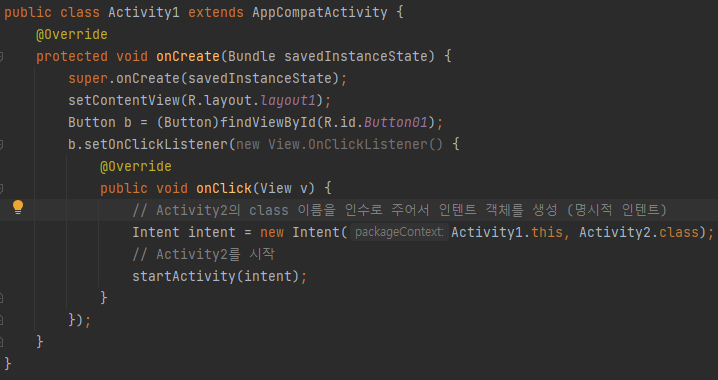 public class Activity1 extends AppCompatActivity {
@Override
protected void onCreate(Bundle savedInstanceState) {
super.onCreate(savedInstanceState);
setContentView(R.layout.layout1);
Button b = (Button)findViewById(R.id.Button01);
b.setOnClickListener(new View.OnClickListener() {
@Override
public void onClick(View v) {
// Activity2의 class 이름을 인수로 주어서 인텐트 객체를 생성 (명시적 인텐트)
Intent intent = new Intent( packageContext: Activity1.this, Activity2.class);
// Activity2를 시작
startActivity(intent);
}
});
}
}